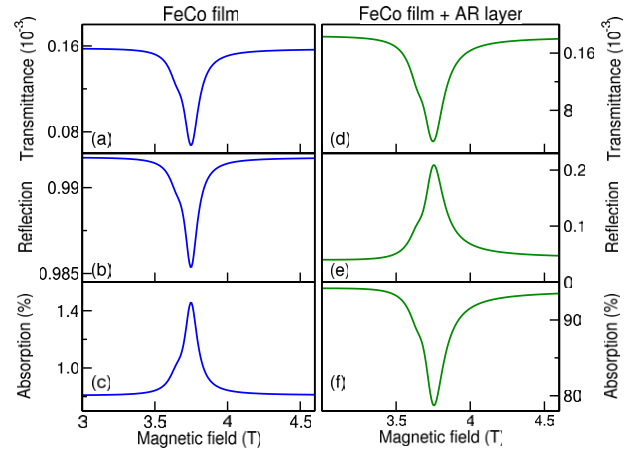 FeCo film
FeCo film + AR layer
Transmittance (10⁻³)
0.16
0.08
(a)
(d)
0.16
8
Transmittance (10⁻³)
Reflection
0.99
0.985
(b)
(e)
0.2
0.1
0
Reflection
Absorption (%)
1.4
1.0
(c)
(f)
90
80
Absorption (%)
3 3.5 4 4.5
3.5 4 4.5
Magnetic field (T)
Magnetic field (T)